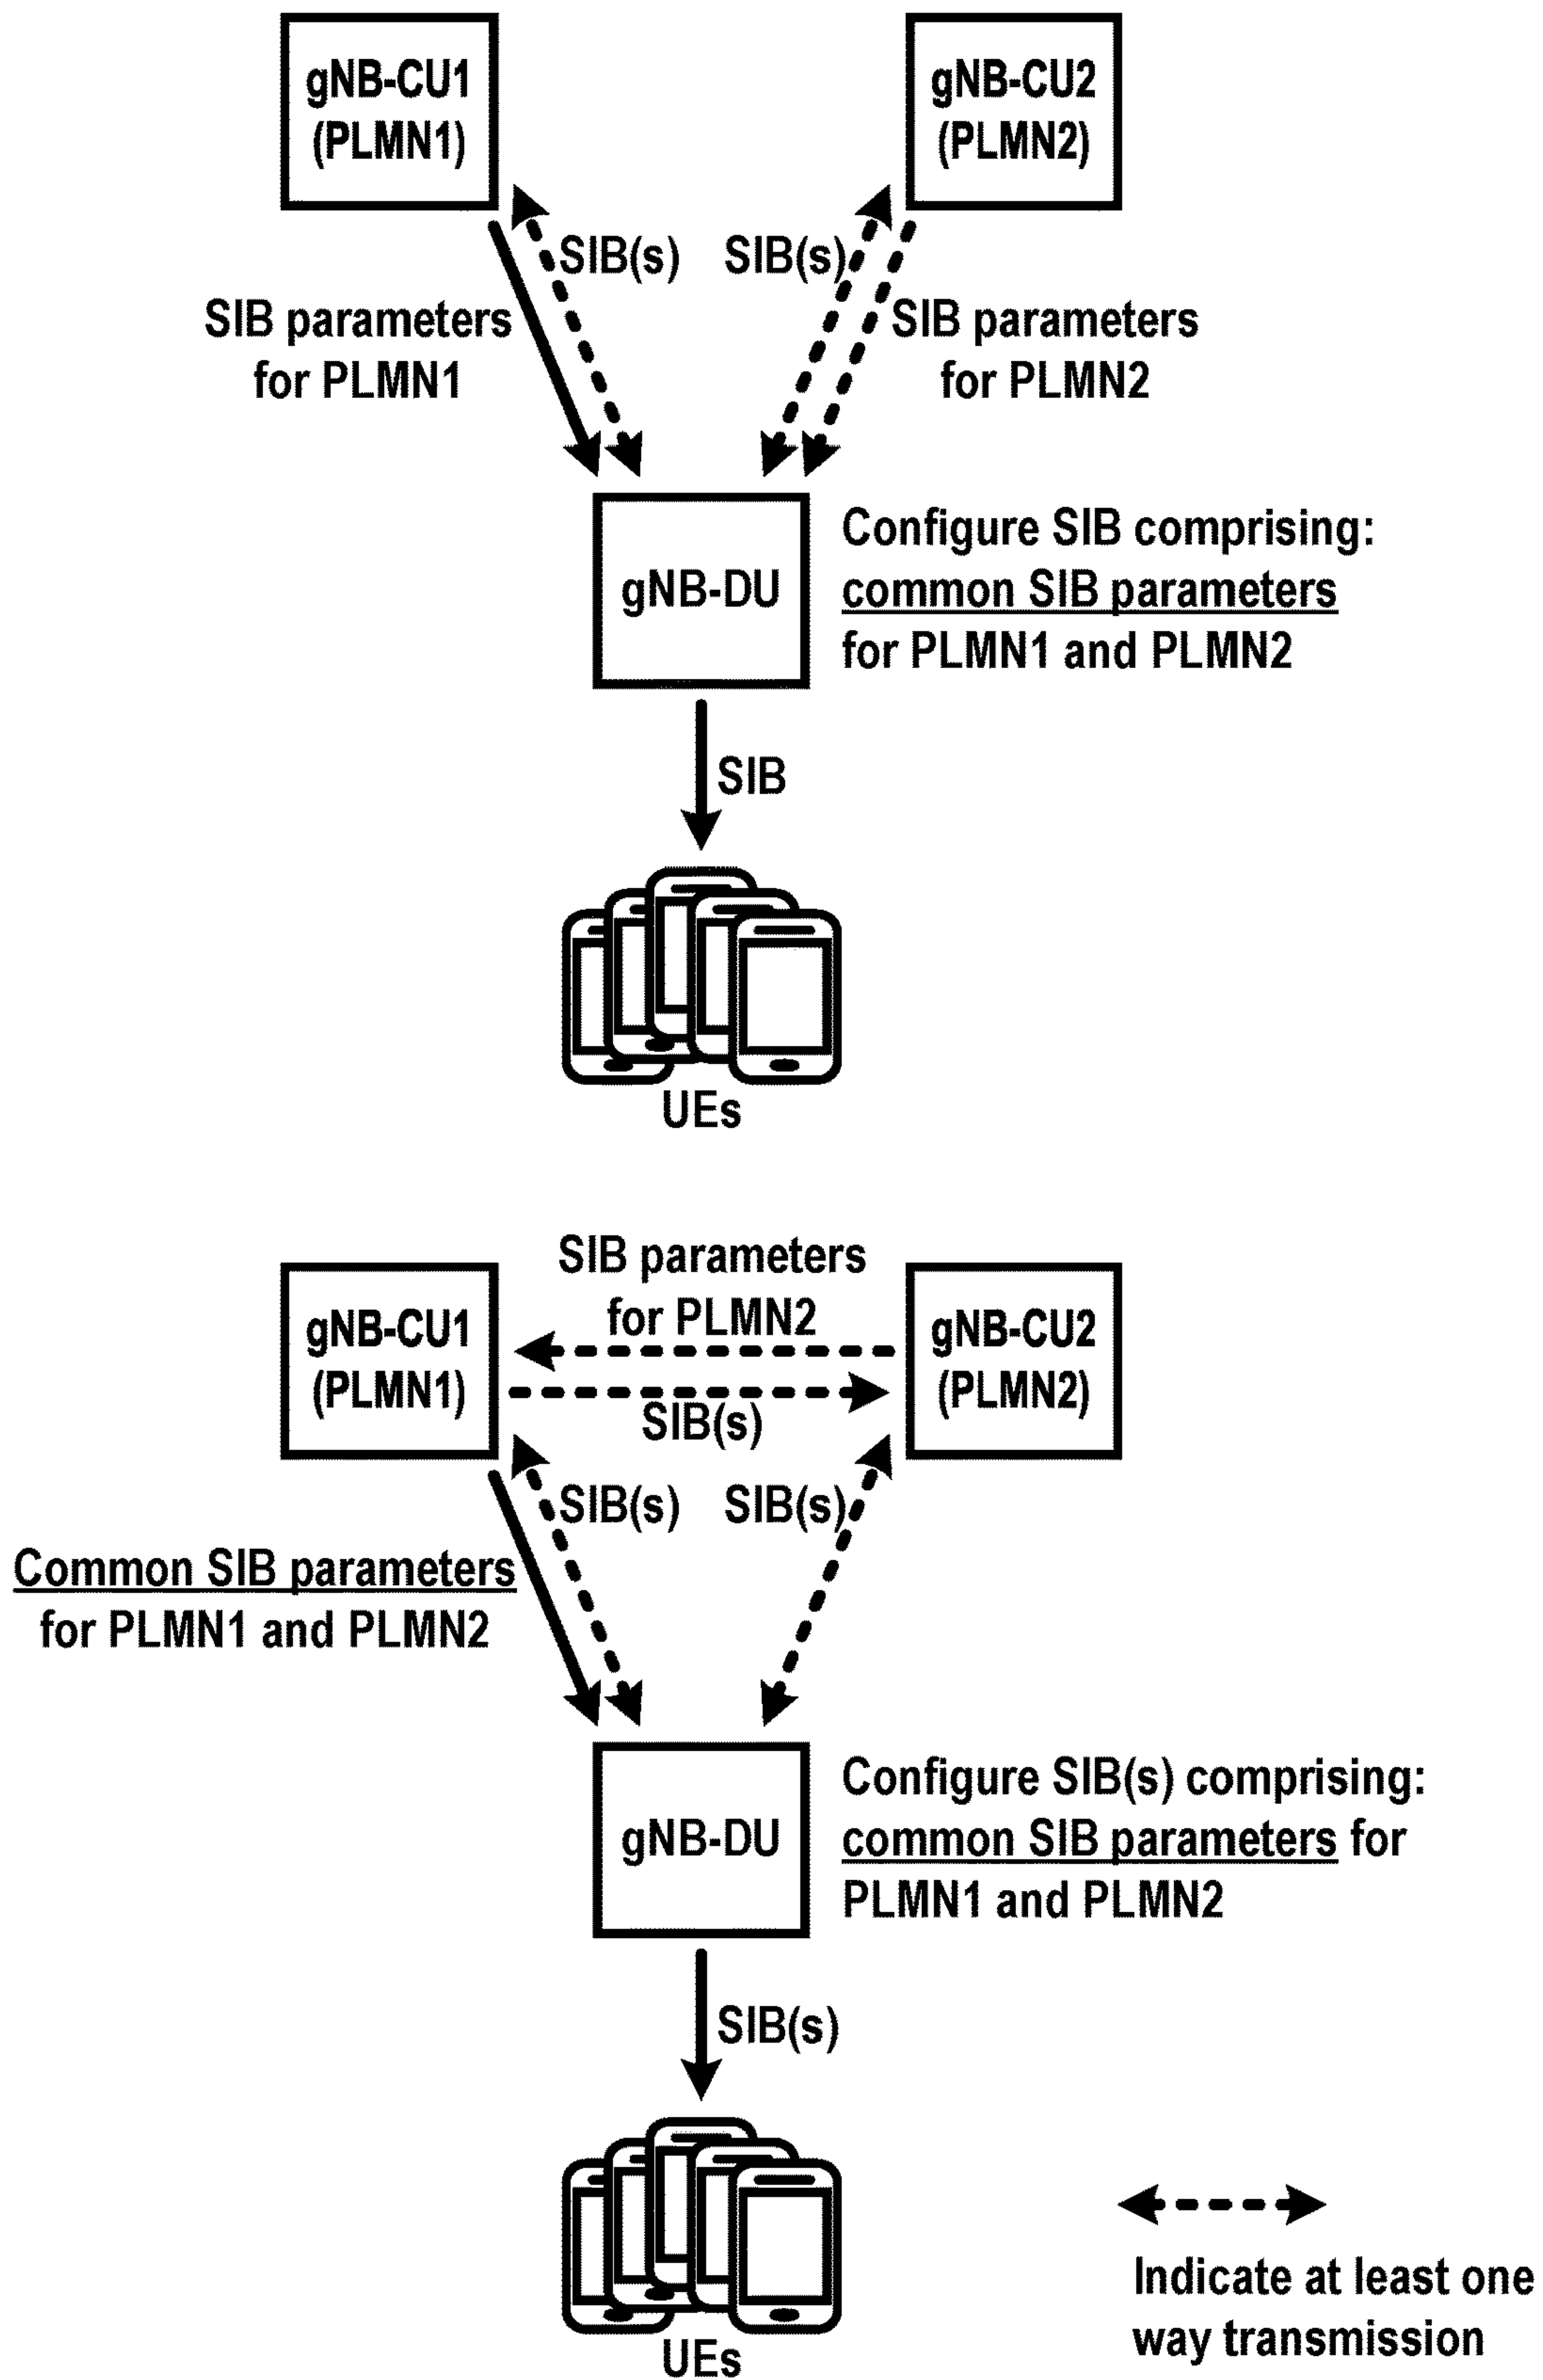 gNB-CU1
(PLMN1)
gNB-CU2
(PLMN2)
SIB(s)
SIB(s)
SIB parameters
for PLMN1
SIB parameters
for PLMN2
gNB-DU
Configure SIB comprising:
common SIB parameters
for PLMN1 and PLMN2
SIB
UEs
SIB parameters
for PLMN2
gNB-CU1
(PLMN1)
gNB-CU2
(PLMN2)
SIB(s)
SIB(s)
SIB(s)
Common SIB parameters
for PLMN1 and PLMN2
gNB-DU
Configure SIB(s) comprising:
common SIB parameters for
PLMN1 and PLMN2
SIB(s)
UEs
Indicate at least one
way transmission